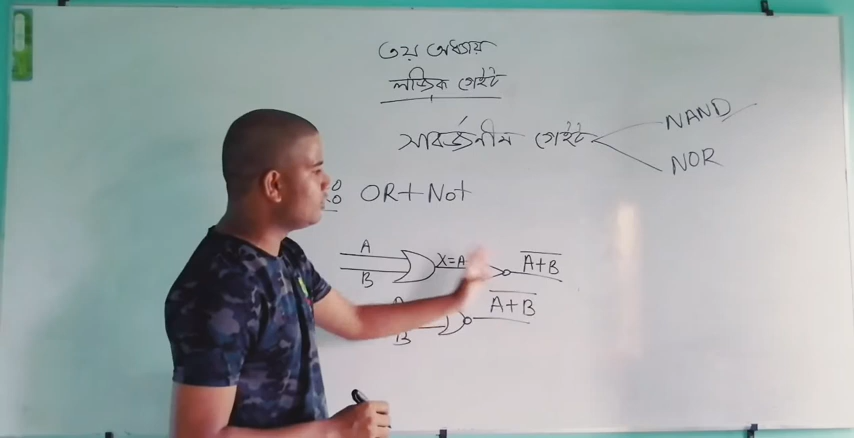 ৩য় অধ্যায়
লজিক গেইট
সার্বজনীন গেইট
NAND
NOR
OR + Not
A
B
X=A
A+B
A+B
B